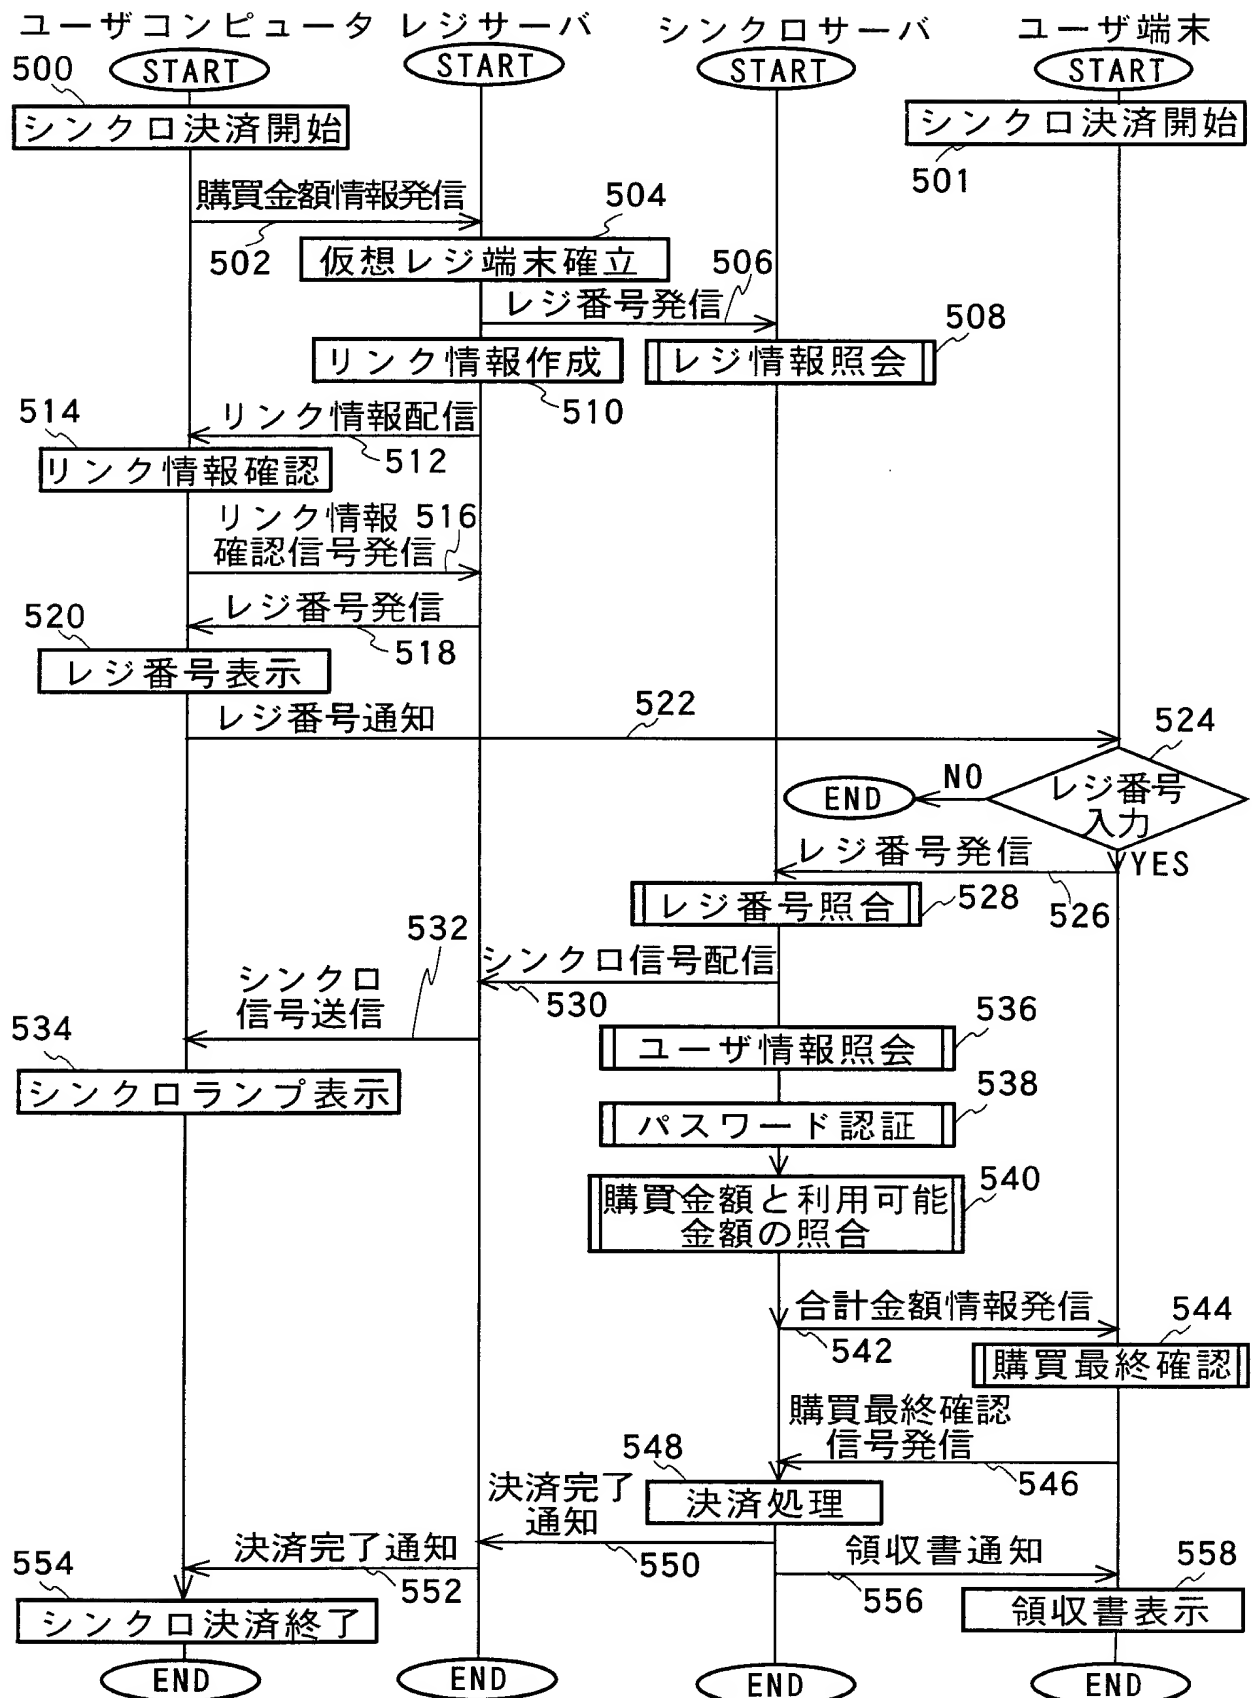 ユーザコンピュータ レジサーバ シンクロサーバ ユーザ端末
500 START START START START
シンクロ決済開始 シンクロ決済開始
501
購買金額情報発信 504
502 仮想レジ端末確立 506
レジ番号発信 508
リンク情報作成 レジ情報照会
510
514 リンク情報配信
リンク情報確認 512
リンク情報 516
確認信号発信
520 レジ番号発信
レジ番号表示 518
レジ番号通知 522 524
END NO レジ番号
入力
レジ番号発信 YES
レジ番号照合 528 526
532 シンクロ信号配信
シンクロ
信号送信 530
534 ユーザ情報照会 536
シンクロランプ表示 538
パスワード認証
購買金額と利用可能 540
金額の照合
合計金額情報発信 544
542 購買最終確認
購買最終確認
548 信号発信
546
決済完了 決済処理
通知
554 決済完了通知 550 領収書通知 558
552 556
シンクロ決済終了 領収書表示
END END END END